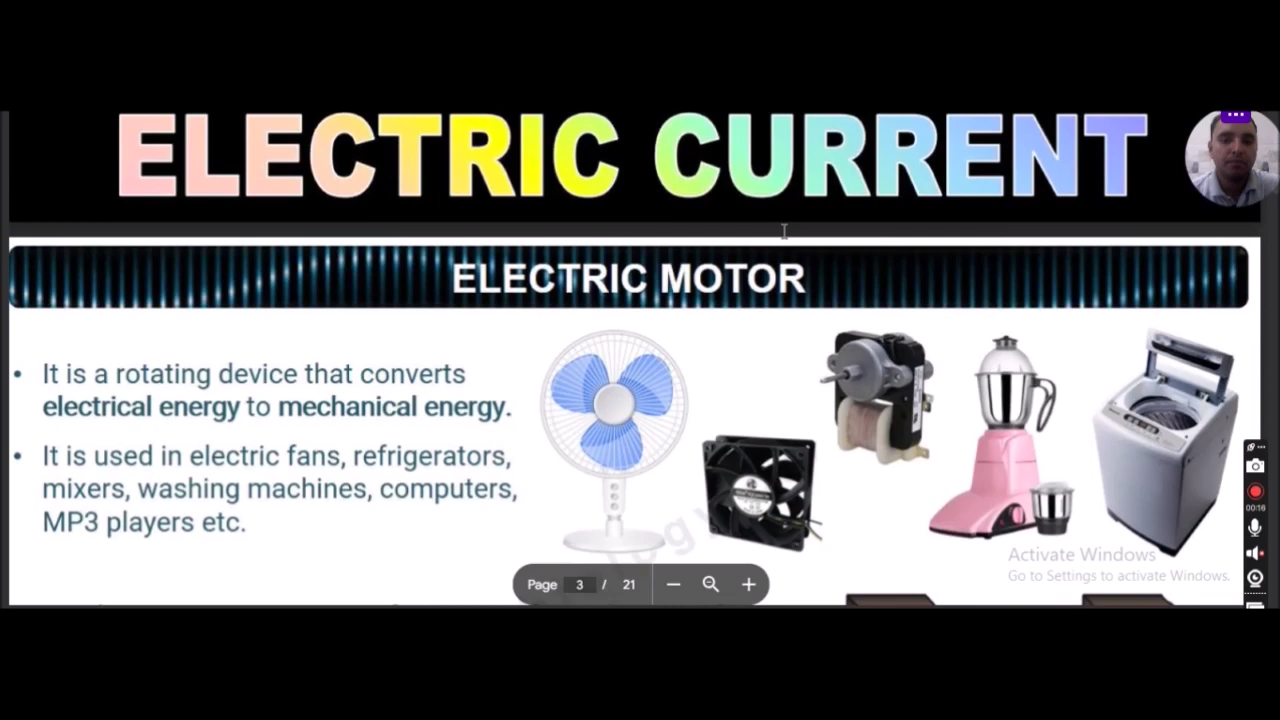 ELECTRIC CURRENT
ELECTRIC MOTOR
• It is a rotating device that converts
electrical energy to mechanical energy.
• It is used in electric fans, refrigerators,
mixers, washing machines, computers,
MP3 players etc.
00:16
Activate Windows
Go to Settings to activate Windows.
Page 3 / 21